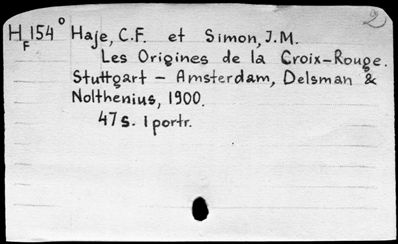 H 154° Haje, C.F. et Simon, J.M.
F
Les Origines de la Croix-Rouge.
Stuttgart - Amsterdam, Delsman &
Nolthenius, 1900.
47 s. 1 portr.
2